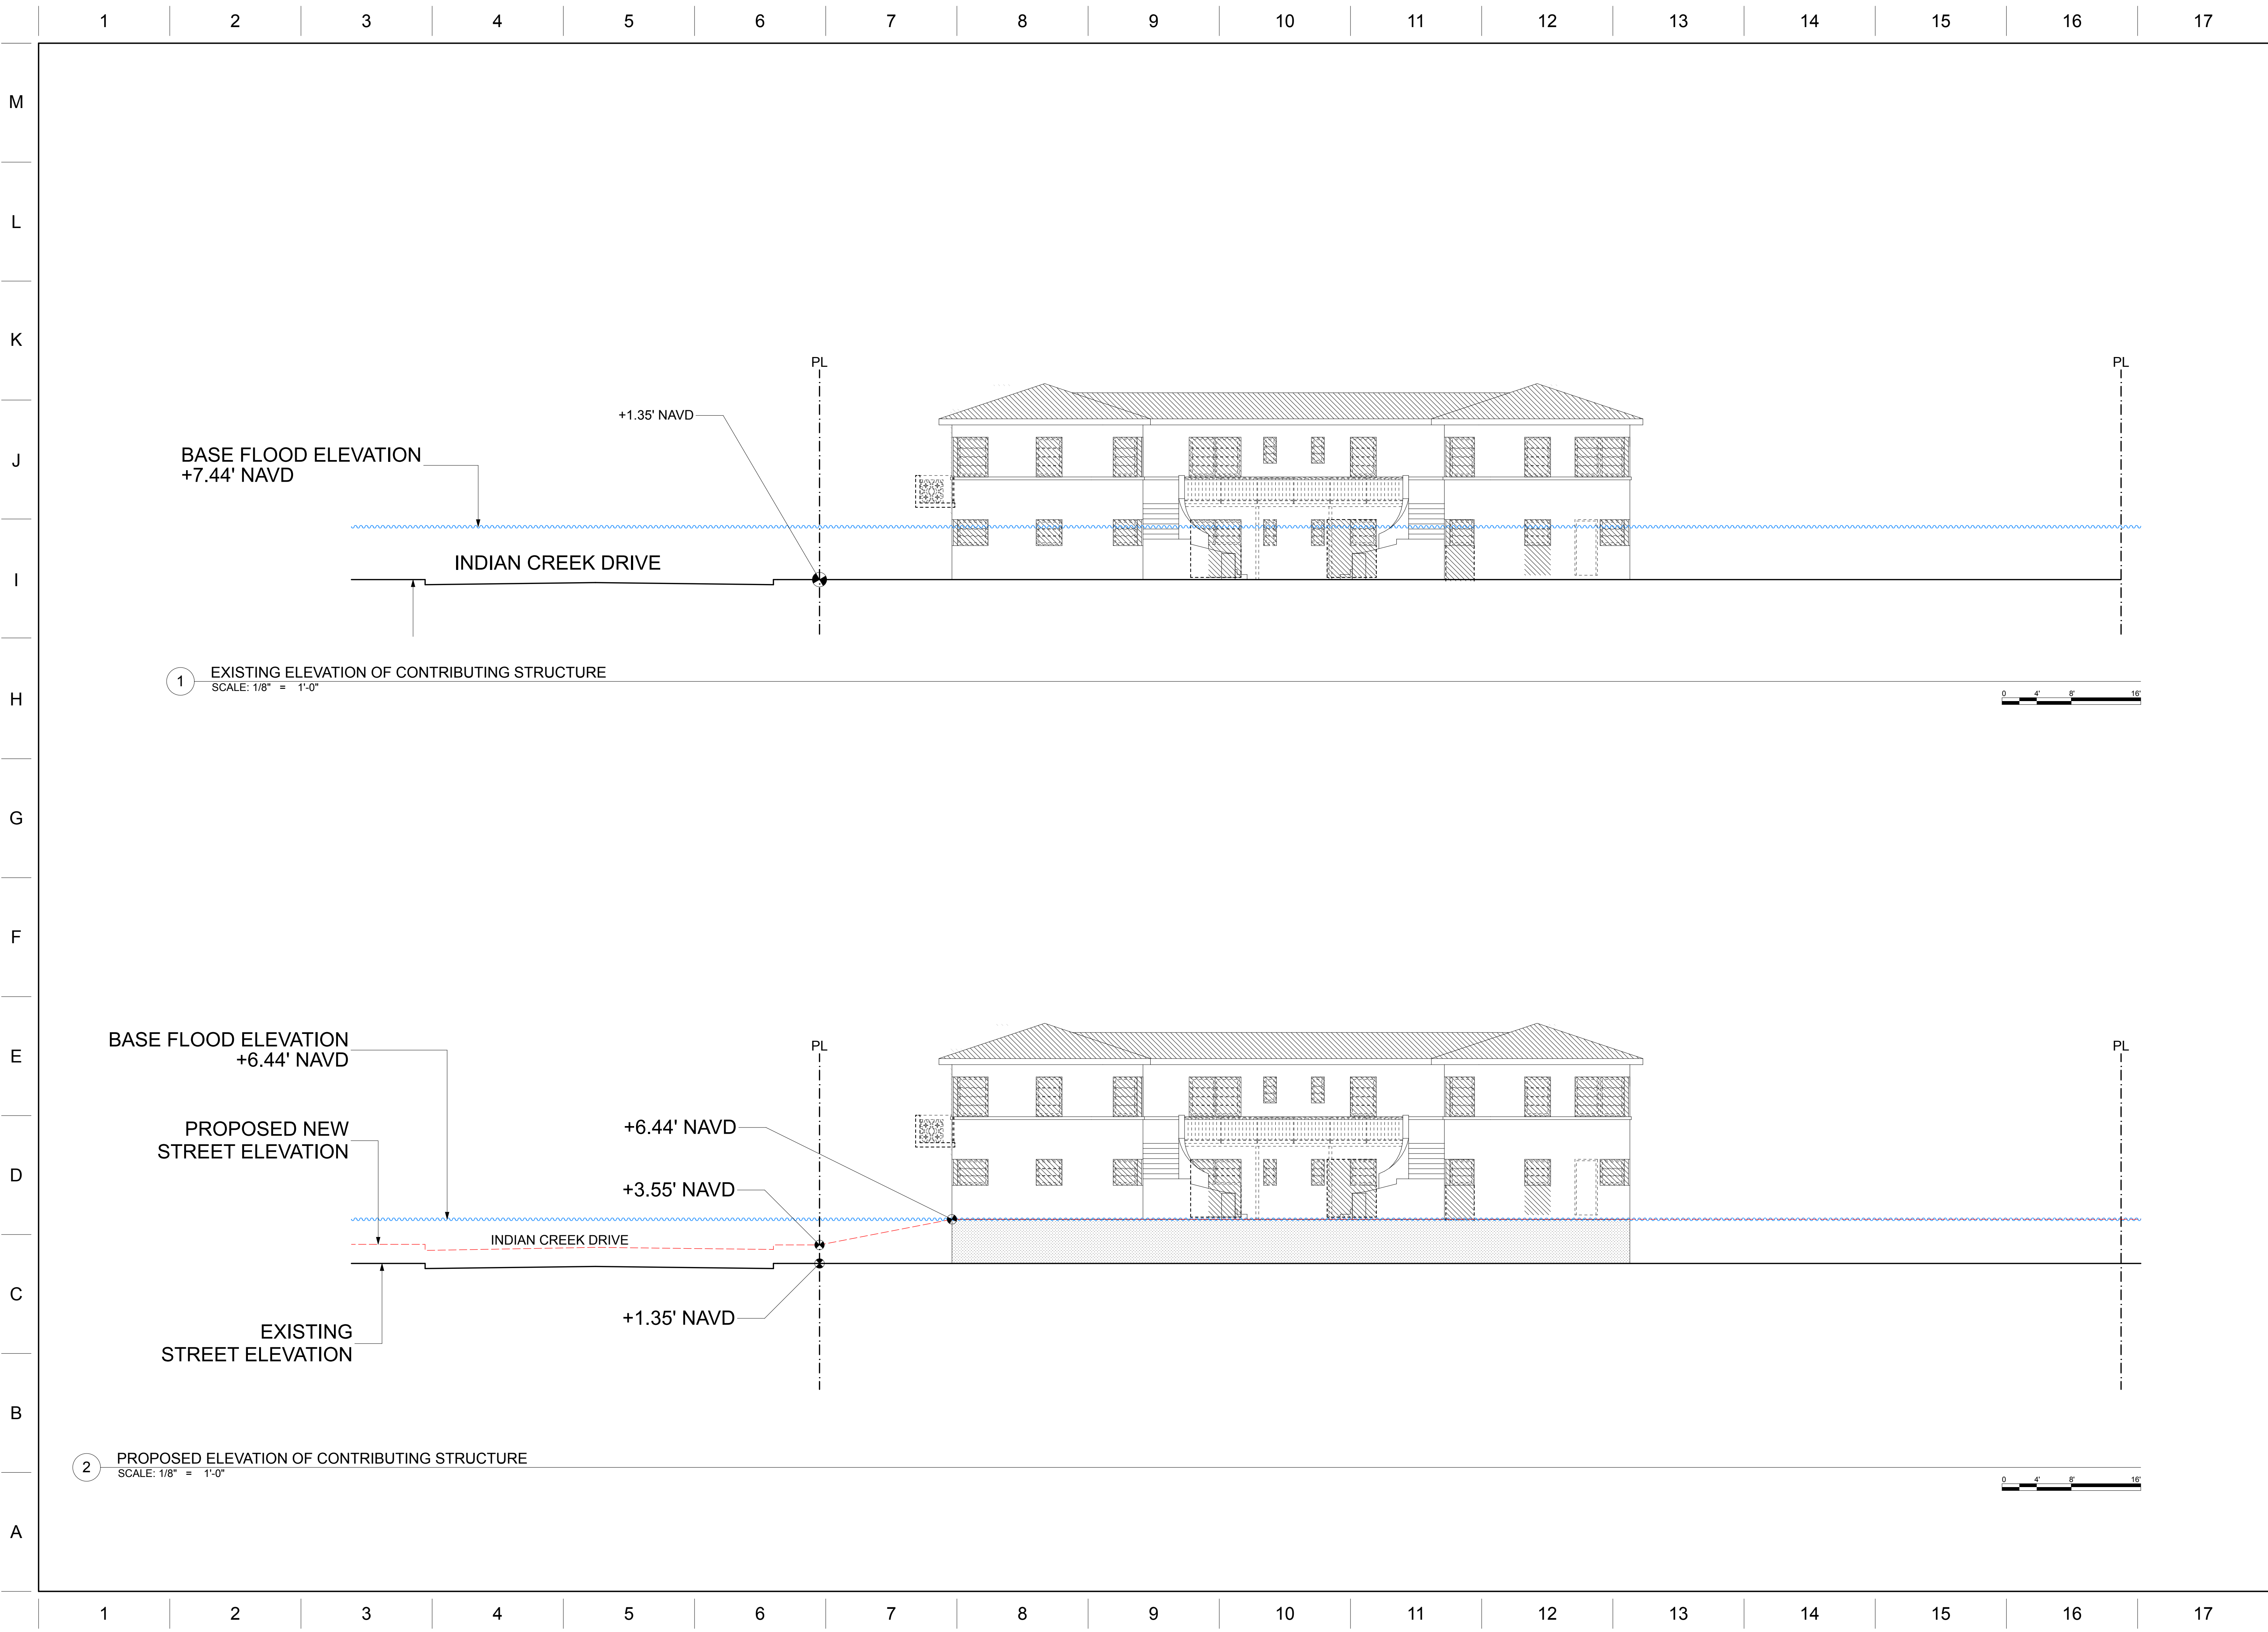 1 2 3 4 5 6 7 8 9 10 11 12 13 14 15 16 17
M
L
K
PL
PL
+1.35' NAVD
BASE FLOOD ELEVATION
+7.44' NAVD
J
INDIAN CREEK DRIVE
I
1
EXISTING ELEVATION OF CONTRIBUTING STRUCTURE
SCALE: 1/8" = 1'-0"
0 4' 8' 16'
H
G
F
BASE FLOOD ELEVATION
+6.44' NAVD
PL
PL
E
PROPOSED NEW
STREET ELEVATION
+6.44' NAVD
+3.55' NAVD
D
INDIAN CREEK DRIVE
C
+1.35' NAVD
EXISTING
STREET ELEVATION
B
2
PROPOSED ELEVATION OF CONTRIBUTING STRUCTURE
SCALE: 1/8" = 1'-0"
0 4' 8' 16'
A
1 2 3 4 5 6 7 8 9 10 11 12 13 14 15 16 17